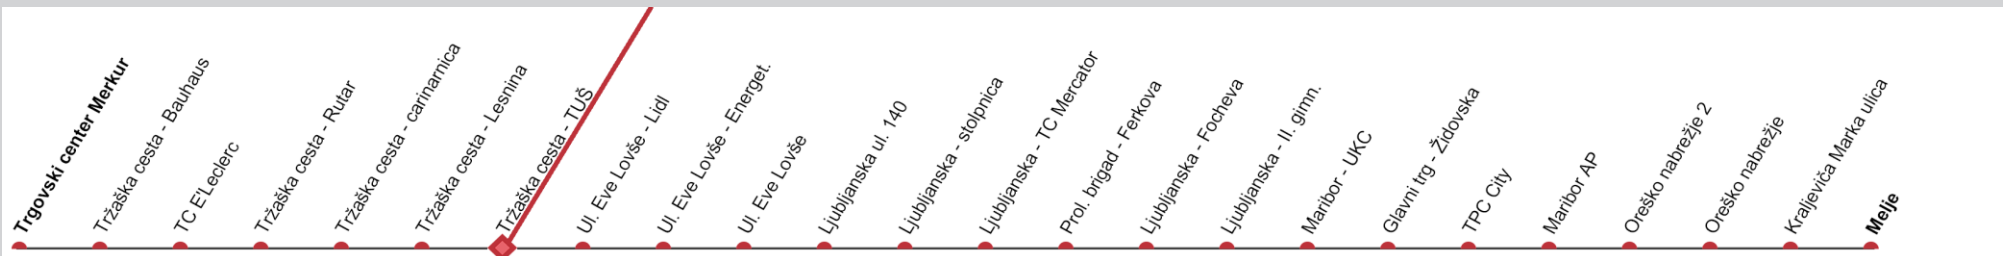 Trgovski center Merkur
Tržaška cesta - Bauhaus
TC E'Leclerc
Tržaška cesta - Rutar
Tržaška cesta - carinarnica
Tržaška cesta - Lesnina
Tržaška cesta - TUŠ
Ul. Eve Lovše - Lidl
Ul. Eve Lovše - Energet.
Ul. Eve Lovše
Ljubljanska ul. 140
Ljubljanska - stolpnica
Ljubljanska - TC Mercator
Prol. brigad - Ferkova
Ljubljanska - Focheva
Ljubljanska - II. gimn.
Maribor - UKC
Glavni trg - Židovska
TPC City
Maribor AP
Oreško nabrežje 2
Oreško nabrežje
Kraljeviča Marka ulica
Melje